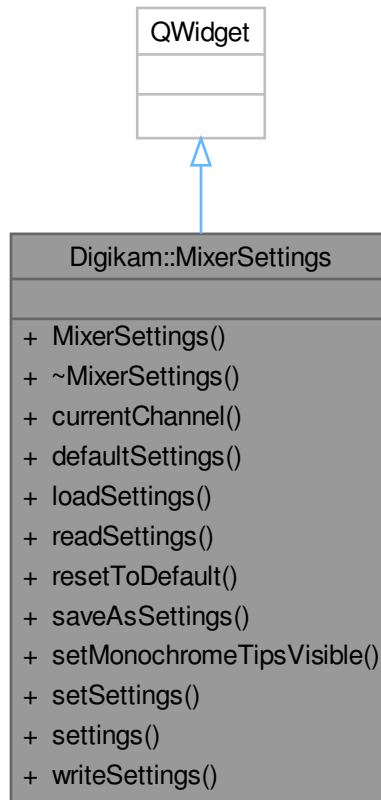 QWidget
Digikam::MixerSettings
+ MixerSettings()
+ ~MixerSettings()
+ currentChannel()
+ defaultSettings()
+ loadSettings()
+ readSettings()
+ resetToDefault()
+ saveAsSettings()
+ setMonochromeTipsVisible()
+ setSettings()
+ settings()
+ writeSettings()